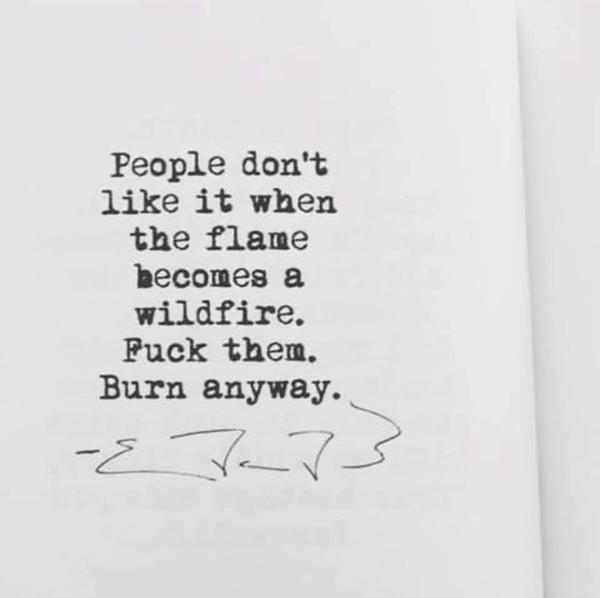 People don't
like it when
the flame
becomes a
wildfire.
Fuck them.
Burn anyway.